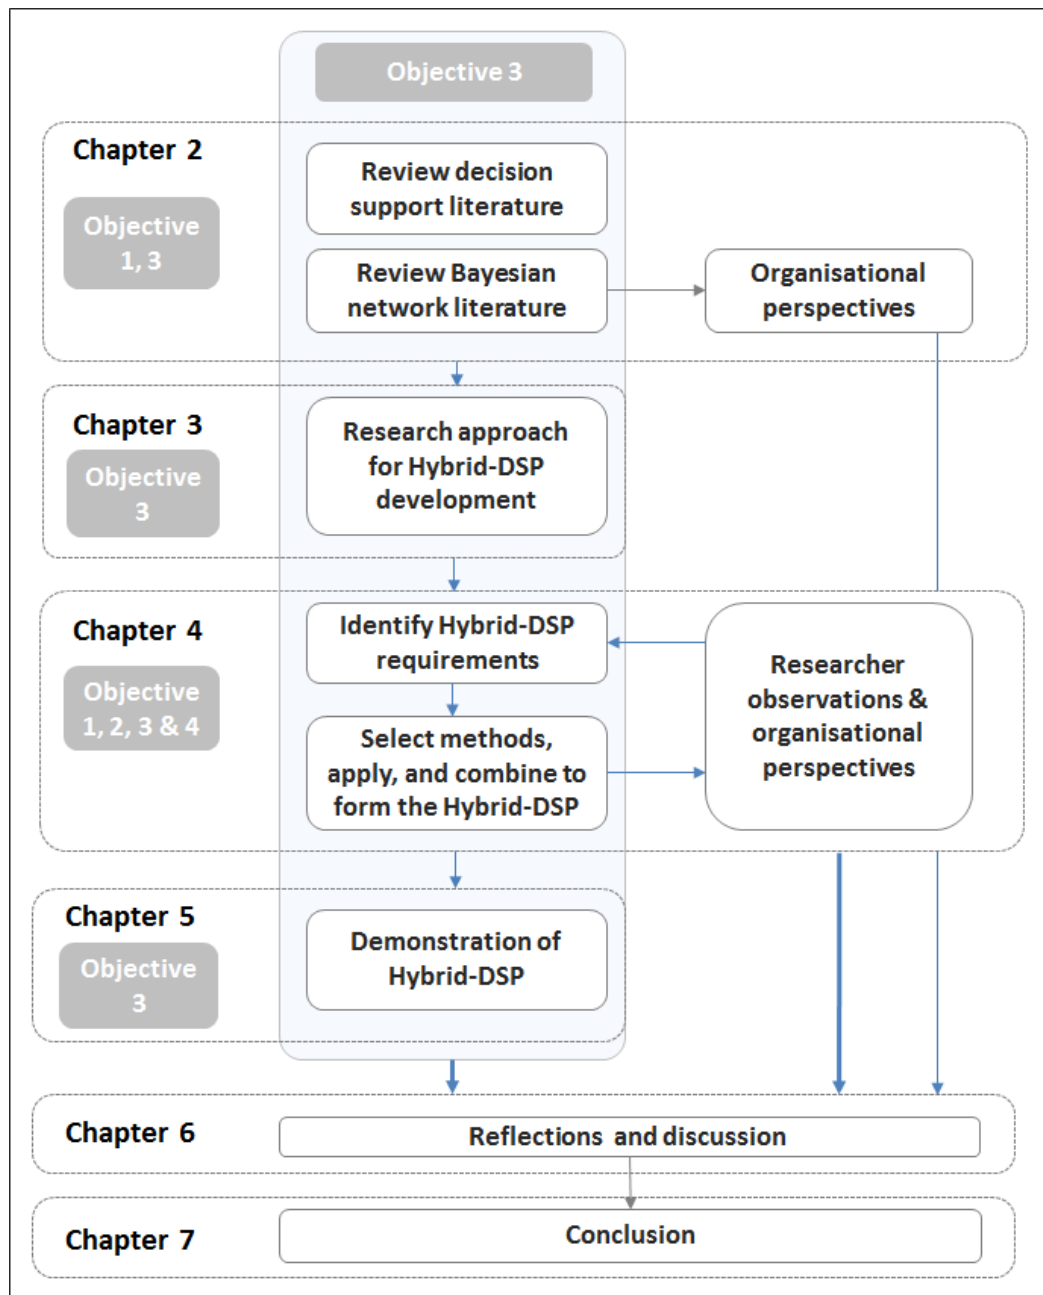 Objective 3
Chapter 2
Objective
1, 3
Review decision
support literature
Review Bayesian
network literature
Organisational
perspectives
Chapter 3
Objective
3
Research approach
for Hybrid-DSP
development
Chapter 4
Objective
1, 2, 3 & 4
Identify Hybrid-DSP
requirements
Select methods,
apply, and combine to
form the Hybrid-DSP
Researcher
observations &
organisational
perspectives
Chapter 5
Objective
3
Demonstration of
Hybrid-DSP
Chapter 6
Reflections and discussion
Chapter 7
Conclusion